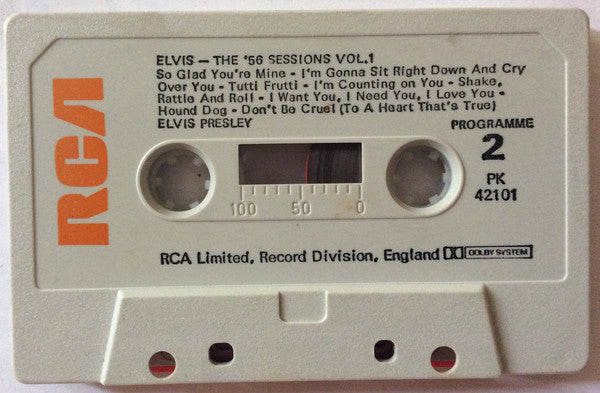 RCA
ELVIS — THE '56 SESSIONS VOL.1
So Glad You're Mine - I'm Gonna Sit Right Down And Cry
Over You - Tutti Frutti - I'm Counting on You - Shake,
Rattle And Roll - I Want You, I Need You, I Love You -
Hound Dog - Don't Be Cruel (To A Heart That's True)
ELVIS PRESLEY
PROGRAMME
2
PK
42101
100 50 0
RCA Limited, Record Division, England DOLBY SYSTEM